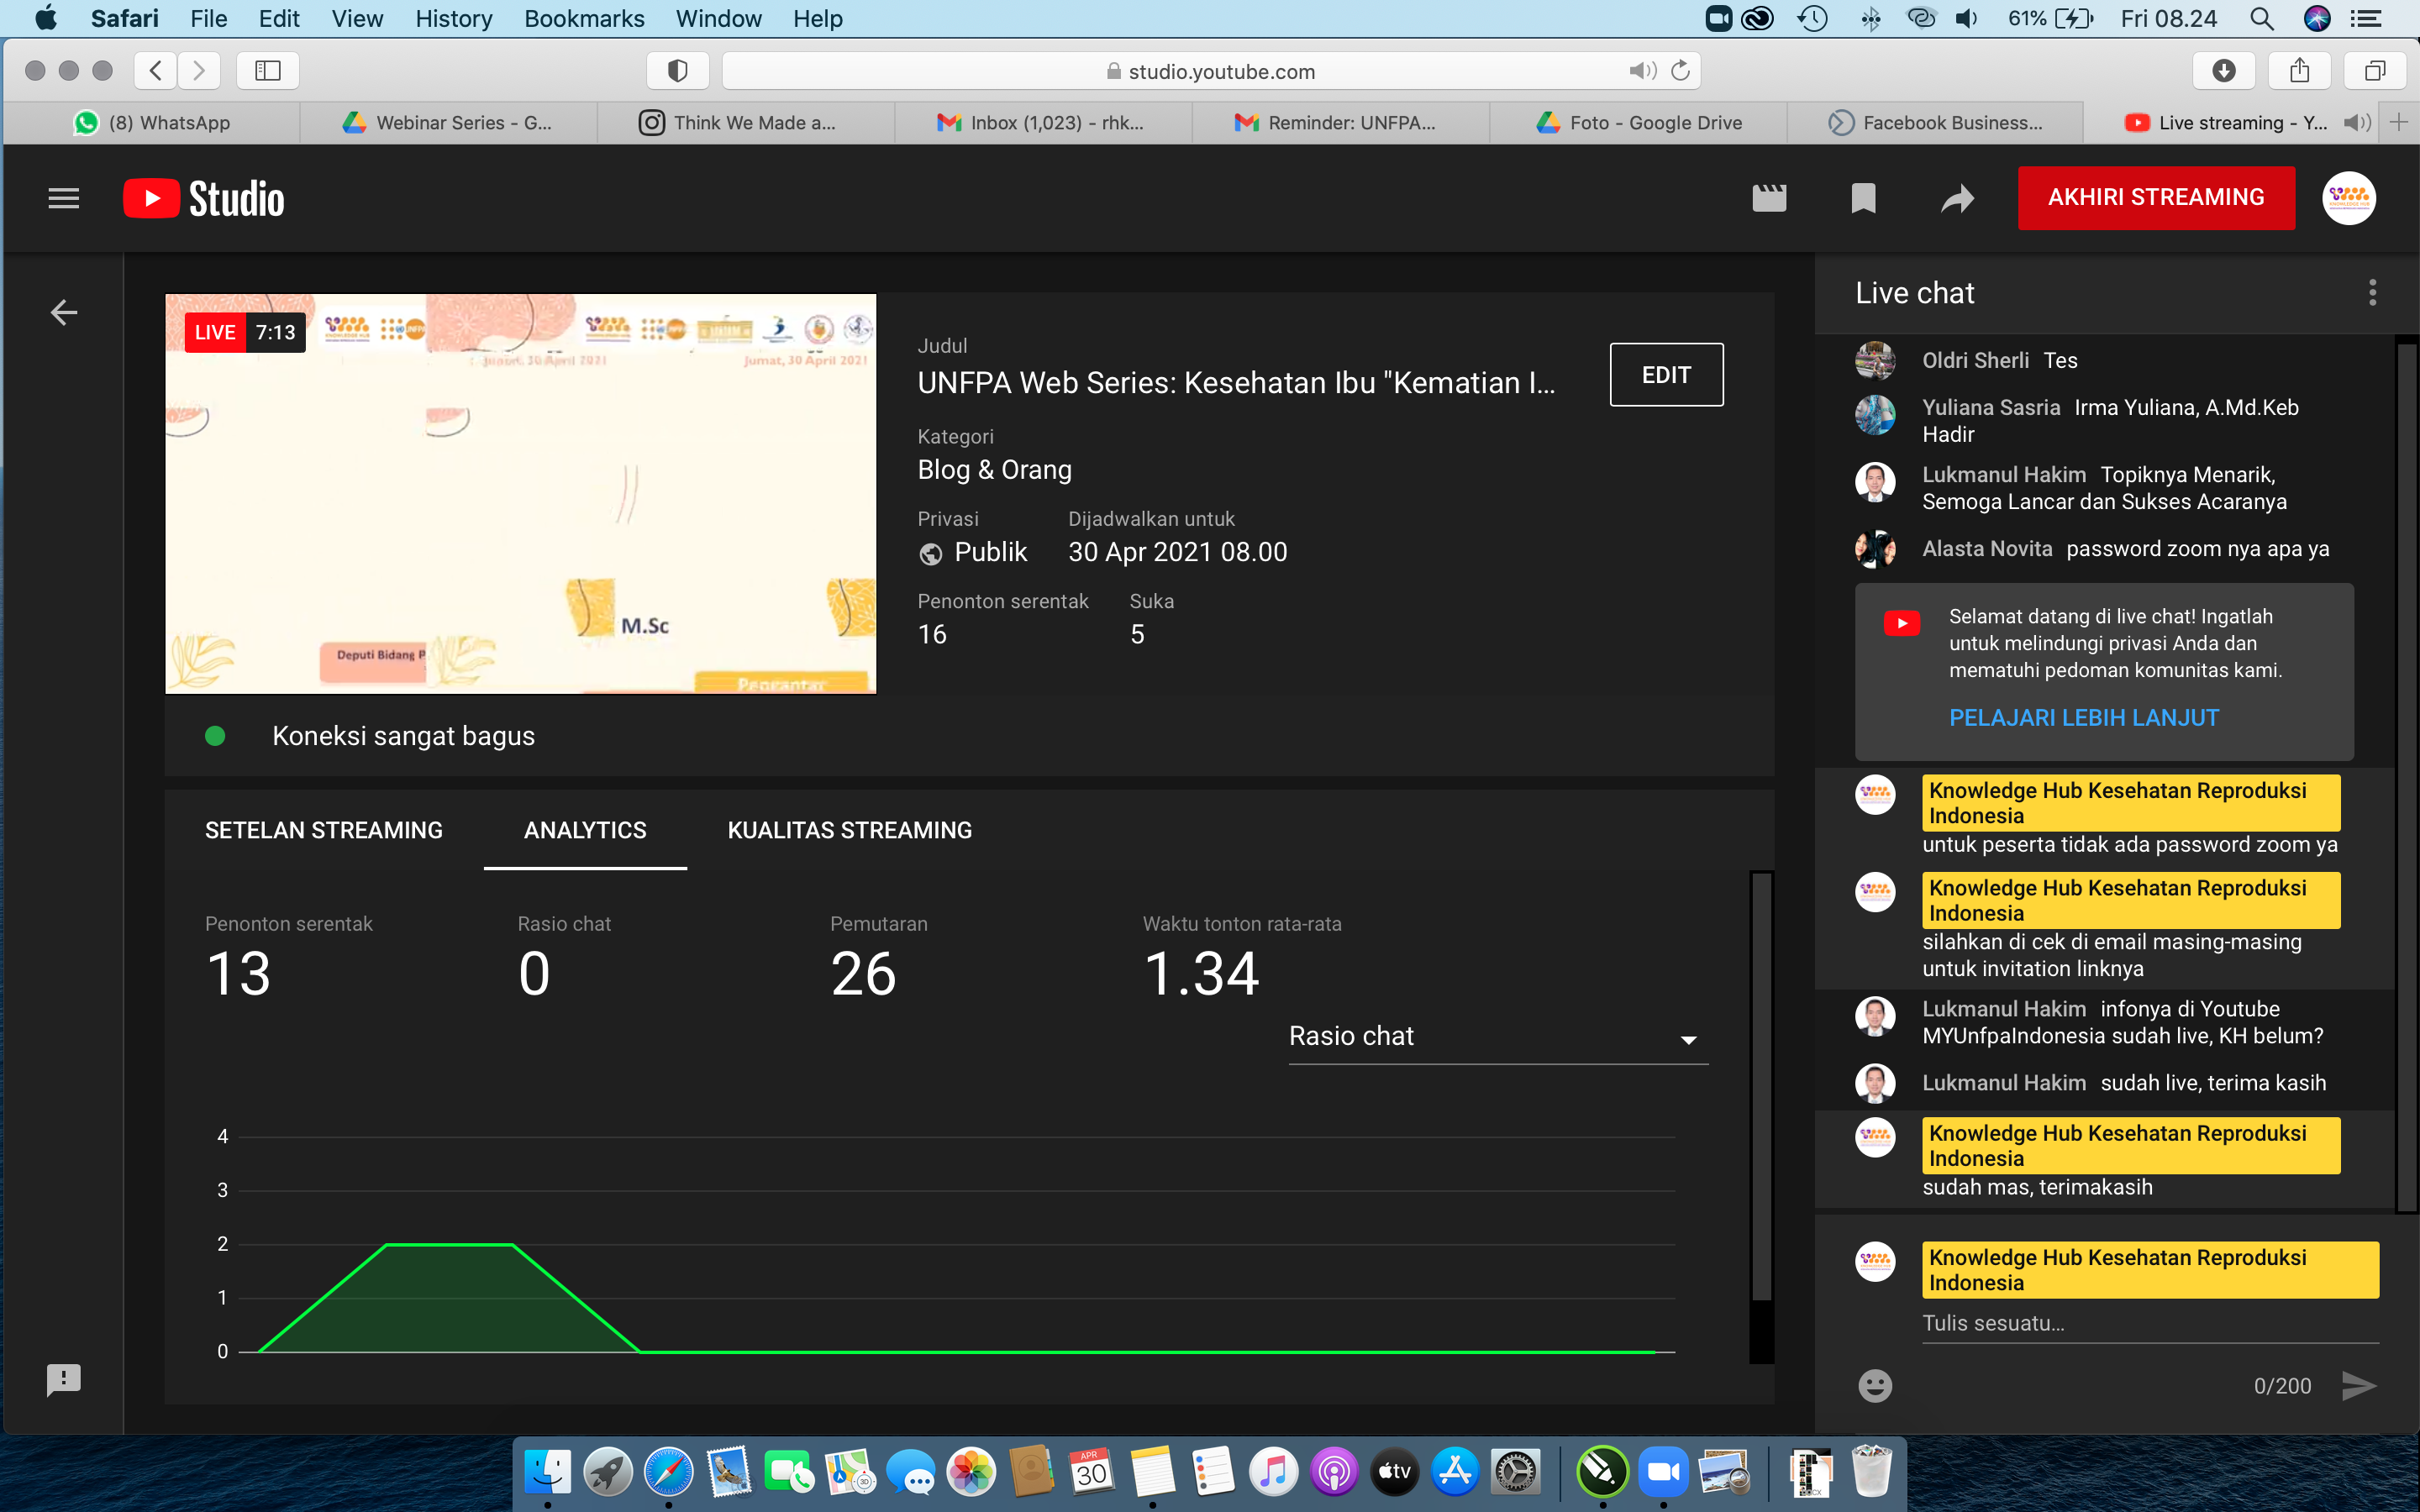 Safari File Edit View History Bookmarks Window Help 61% Fri 08.24
studio.youtube.com
(8) WhatsApp
Webinar Series - G...
Think We Made a...
Inbox (1,023) - rhk...
Reminder: UNFPA...
Foto - Google Drive
Facebook Business...
Live streaming - Y...
Studio
AKHIRI STREAMING
LIVE 7:13
Jumat, 30 April 2021
M.Sc
Deputi Bidang P
Pengantar
Judul
UNFPA Web Series: Kesehatan Ibu "Kematian I...
EDIT
Kategori
Blog & Orang
Privasi Dijadwalkan untuk
Publik 30 Apr 2021 08.00
Penonton serentak Suka
16 5
Koneksi sangat bagus
SETELAN STREAMING ANALYTICS KUALITAS STREAMING
Penonton serentak Rasio chat Pemutaran Waktu tonton rata-rata
13 0 26 1.34
Rasio chat
4
3
2
1
0
Live chat
Oldri Sherli Tes
Yuliana Sasria Irma Yuliana, A.Md.Keb
Hadir
Lukmanul Hakim Topiknya Menarik,
Semoga Lancar dan Sukses Acaranya
Alasta Novita password zoom nya apa ya
Selamat datang di live chat! Ingatlah
untuk melindungi privasi Anda dan
mematuhi pedoman komunitas kami.
PELAJARI LEBIH LANJUT
Knowledge Hub Kesehatan Reproduksi
Indonesia
untuk peserta tidak ada password zoom ya
Knowledge Hub Kesehatan Reproduksi
Indonesia
silahkan di cek di email masing-masing
untuk invitation linknya
Lukmanul Hakim infonya di Youtube
MYUnfpaIndonesia sudah live, KH belum?
Lukmanul Hakim sudah live, terima kasih
Knowledge Hub Kesehatan Reproduksi
Indonesia
sudah mas, terimakasih
Knowledge Hub Kesehatan Reproduksi
Indonesia
Tulis sesuatu...
0/200
APR
30
tv